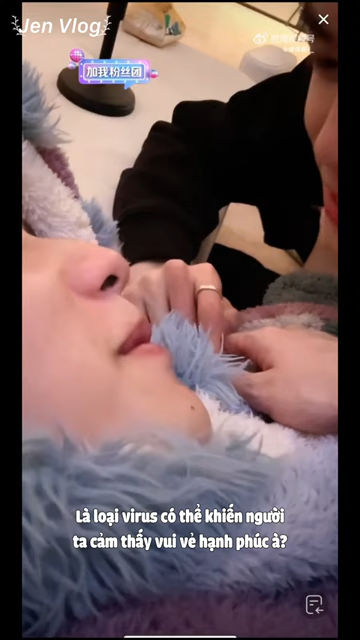 Jen Vlog
加我粉丝团
Là loại virus có thể khiến người
ta cảm thấy vui vẻ hạnh phúc à?